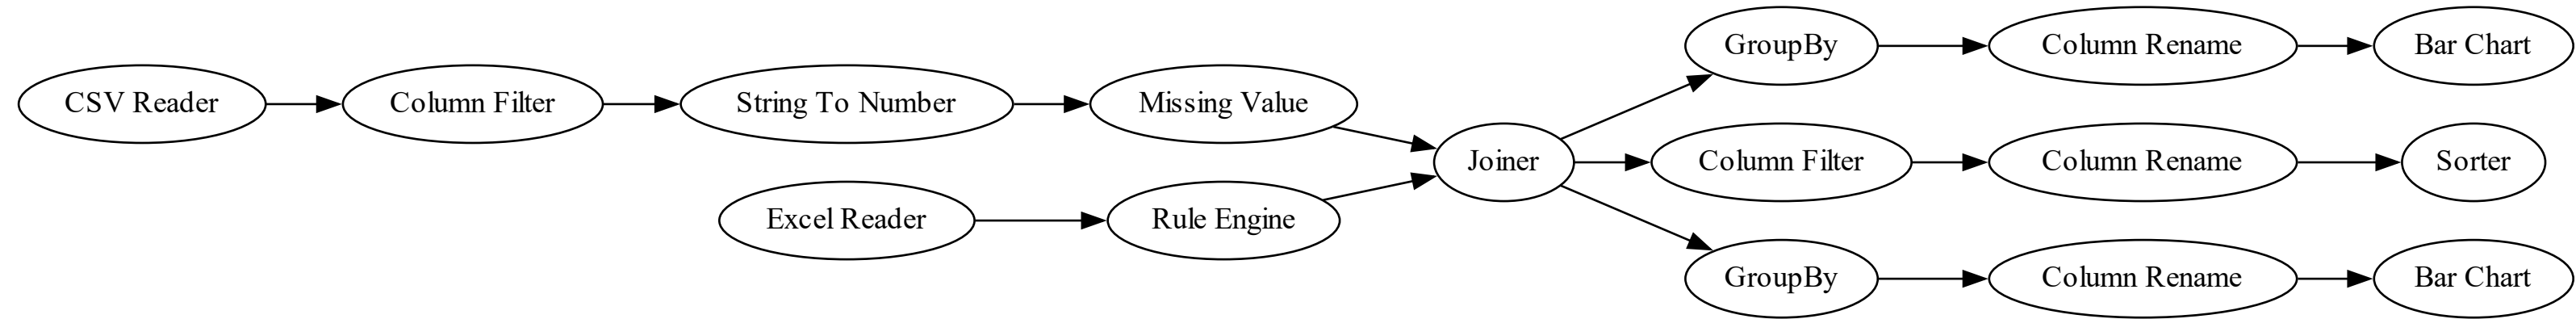 CSV Reader
Column Filter
String To Number
Missing Value
Excel Reader
Rule Engine
Joiner
GroupBy
Column Rename
Bar Chart
Column Filter
Column Rename
Sorter
GroupBy
Column Rename
Bar Chart